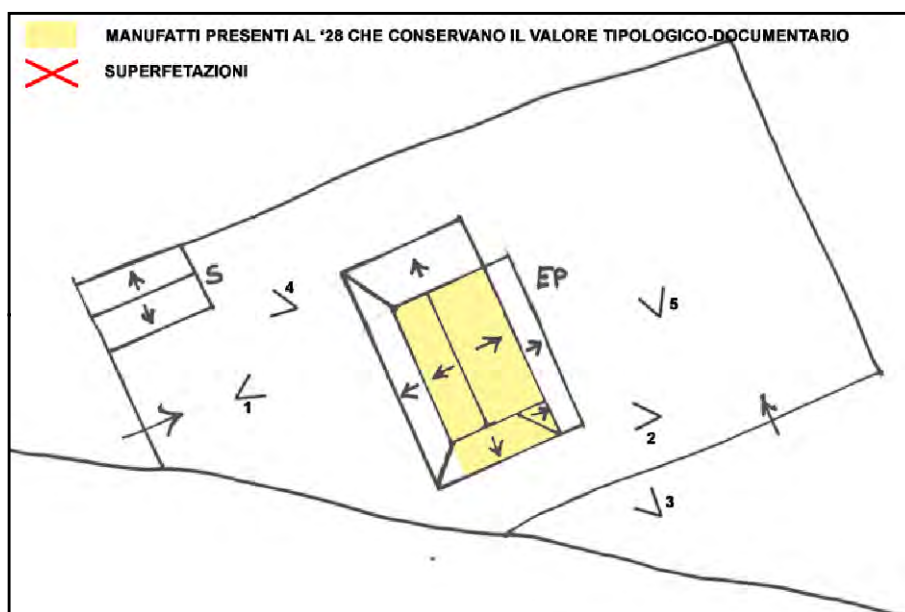 MANUFATTI PRESENTI AL ‘28 CHE CONSERVANO IL VALORE TIPOLOGICO-DOCUMENTARIO
SUPERFETAZIONI
S
4
EP
5
1
2
3